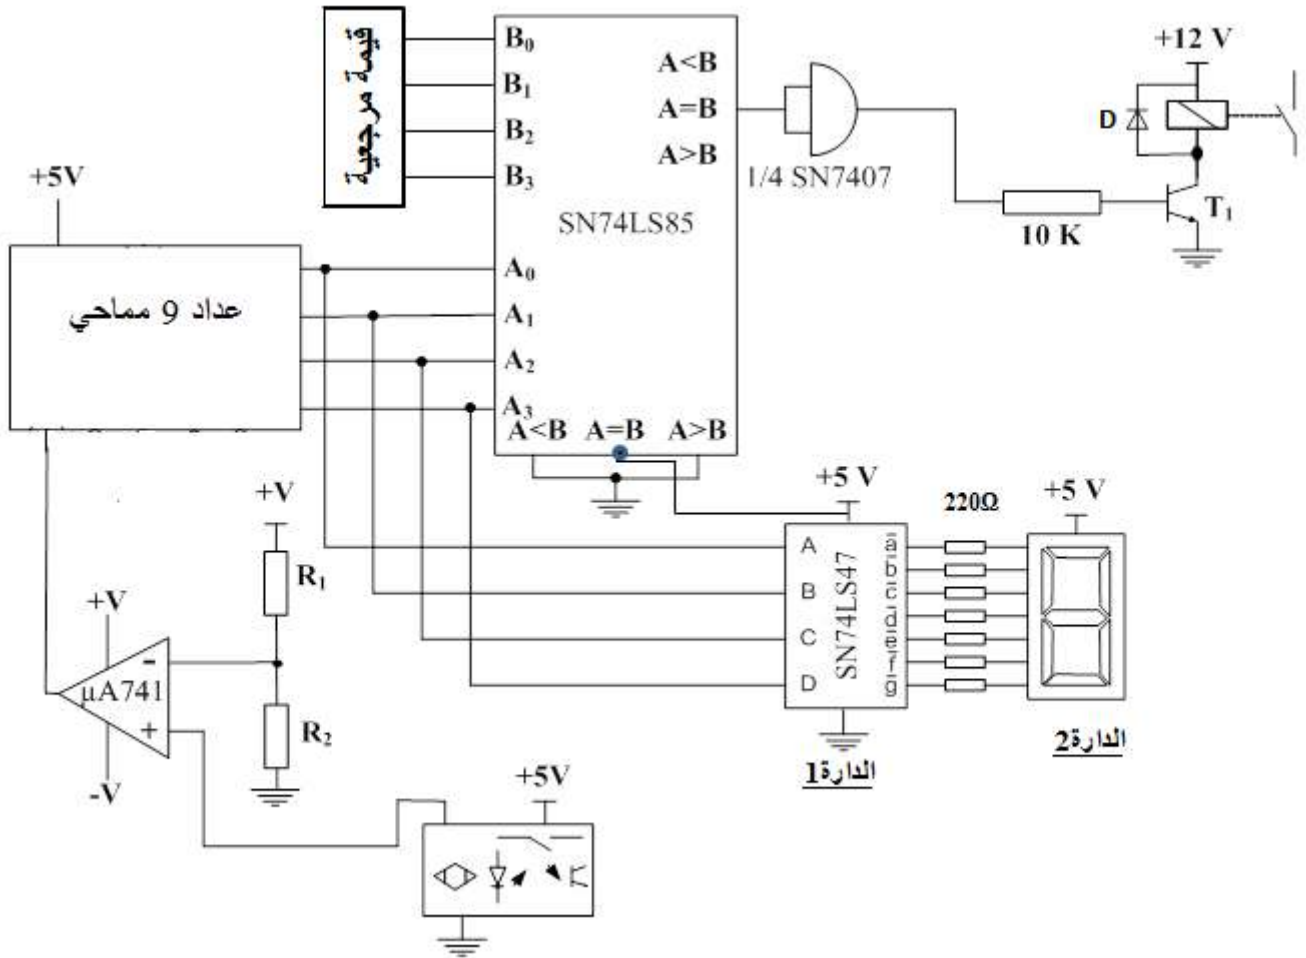 قيمة مرجعية
B0
B1
B2
B3
A<B
A=B
A>B
SN74LS85
A0
A1
A2
A3
A<B A=B A>B
1/4 SN7407
+12 V
D
T1
10 K
+5V
عداد 9 مماحي
+V
R1
R2
+V
-
µA741
+
-V
+5V
+5 V
A
B
C
D
SN74LS47
a
b
c
d
e
f
g
220Ω
+5 V
الدارة1
الدارة2